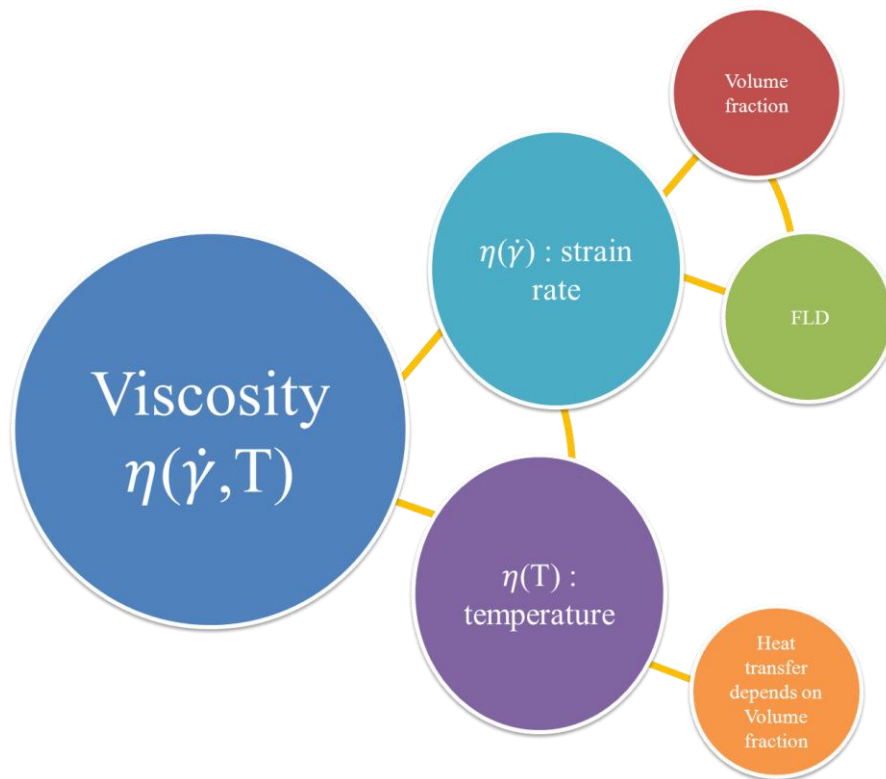 Volume
fraction
η(γ̇) : strain
rate
FLD
Viscosity
η(γ̇,T)
η(T) :
temperature
Heat
transfer
depends on
Volume
fraction